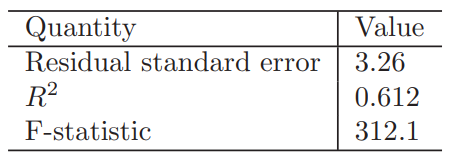 Quantity Value
Residual standard error 3.26
R² 0.612
F-statistic 312.1